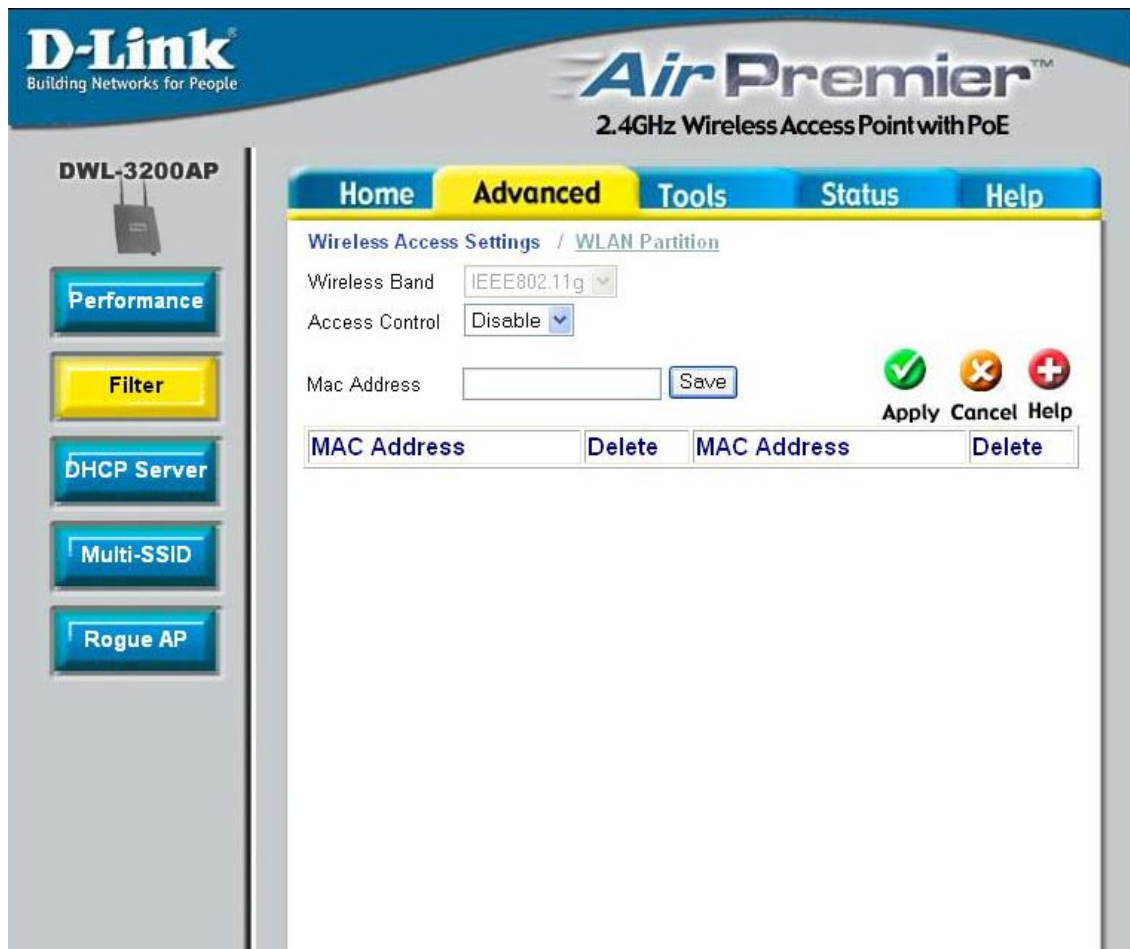 D-Link
Building Networks for People
Air Premier™
2.4GHz Wireless Access Point with PoE
DWL-3200AP
Performance
Filter
DHCP Server
Multi-SSID
Rogue AP
Home Advanced Tools Status Help
Wireless Access Settings / WLAN Partition
Wireless Band IEEE802.11g
Access Control Disable
Mac Address Save
Apply Cancel Help
MAC Address Delete MAC Address Delete